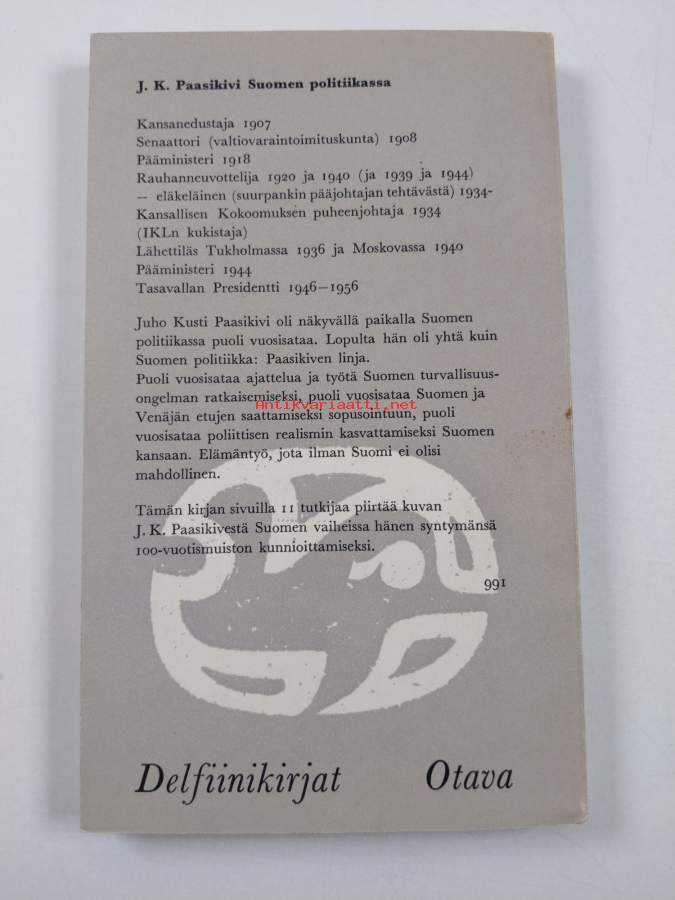 J. K. Paasikivi Suomen politiikassa
Kansanedustaja 1907
Senaattori (valtiovaraintoimituskunta) 1908
Pääministeri 1918
Rauhanneuvottelija 1920 ja 1940 (ja 1939 ja 1944)
— eläkeläinen (suurpankin pääjohtajan tehtävästä) 1934-
Kansallisen Kokoomuksen puheenjohtaja 1934
(IKLn kukistaja)
Lähettiläs Tukholmassa 1936 ja Moskovassa 1940
Pääministeri 1944
Tasavallan Presidentti 1946—1956
Juho Kusti Paasikivi oli näkyvällä paikalla Suomen
politiikassa puoli vuosisataa. Lopulta hän oli yhtä kuin
Suomen politiikka: Paasikiven linja.
Puoli vuosisataa ajattelua ja työtä Suomen turvallisuus-
ongelman ratkaisemiseksi, puoli vuosisataa Suomen ja
Antikvariaatti.net
Venäjän etujen saattamiseksi sopusointuun, puoli
vuosisataa poliittisen realismin kasvattamiseksi Suomen
kansaan. Elämäntyö, jota ilman Suomi ei olisi
mahdollinen.
Tämän kirjan sivuilla 11 tutkijaa piirtää kuvan
J. K. Paasikivestä Suomen vaiheissa hänen syntymänsä
100-vuotismuiston kunnioittamiseksi.
991
Delfiinikirjat Otava